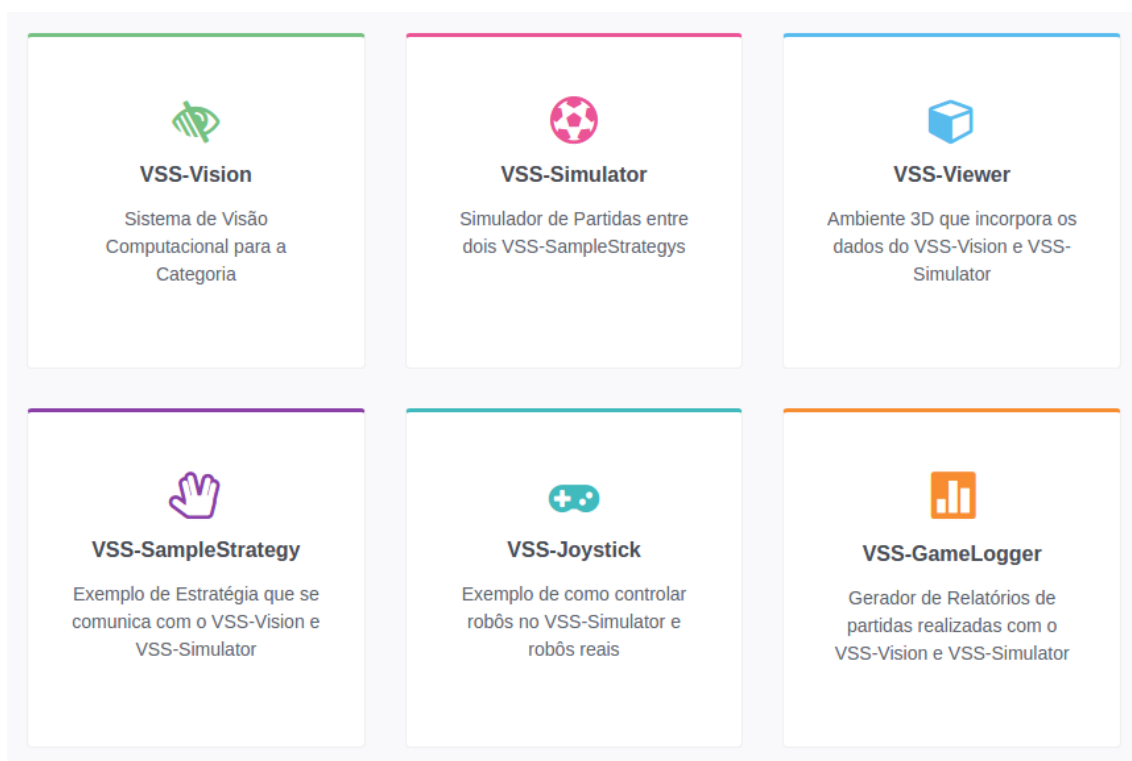 VSS-Vision
Sistema de Visão
Computacional para a
Categoria
VSS-Simulator
Simulador de Partidas entre
dois VSS-SampleStrategys
VSS-Viewer
Ambiente 3D que incorpora os
dados do VSS-Vision e VSS-
Simulator
VSS-SampleStrategy
Exemplo de Estratégia que se
comunica com o VSS-Vision e
VSS-Simulator
VSS-Joystick
Exemplo de como controlar
robôs no VSS-Simulator e
robôs reais
VSS-GameLogger
Gerador de Relatórios de
partidas realizadas com o
VSS-Vision e VSS-Simulator